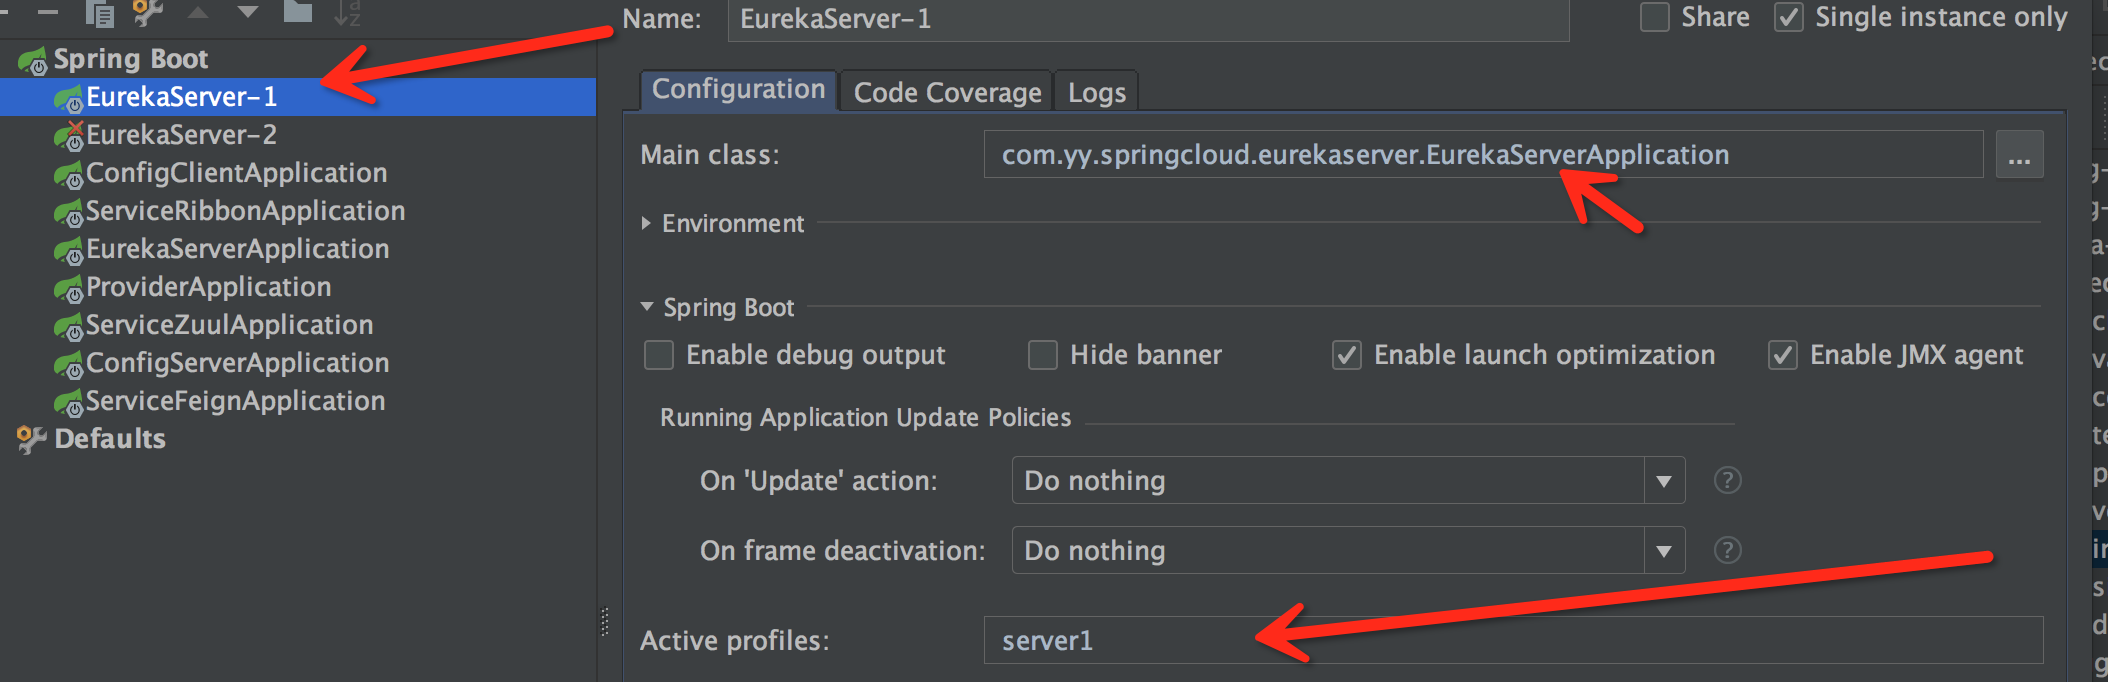 Name: EurekaServer-1 Share Single instance only
Spring Boot
EurekaServer-1
EurekaServer-2
ConfigClientApplication
ServiceRibbonApplication
EurekaServerApplication
ProviderApplication
ServiceZuulApplication
ConfigServerApplication
ServiceFeignApplication
Defaults
Configuration Code Coverage Logs
Main class: com.yy.springcloud.eurekaserver.EurekaServerApplication ...
Environment
Spring Boot
Enable debug output Hide banner Enable launch optimization Enable JMX agent
Running Application Update Policies
On 'Update' action: Do nothing ?
On frame deactivation: Do nothing ?
Active profiles: server1